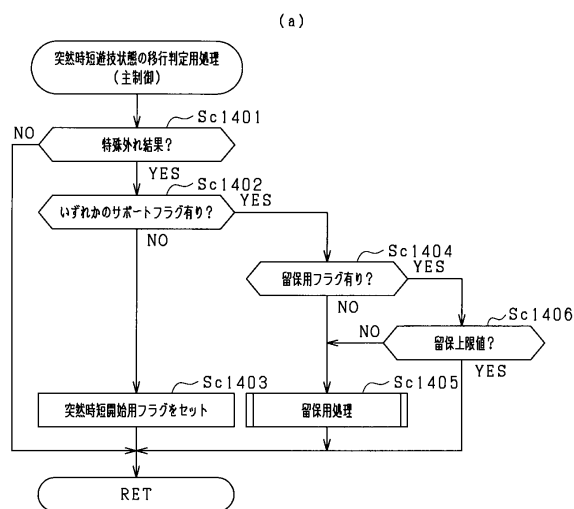 (a)
突然時短遊技状態の移行判定用処理
(主制御)
Sc1401
NO
特殊外れ結果?
YES
Sc1402
いずれかのサポートフラグ有り?
YES
NO
Sc1404
留保用フラグ有り?
YES
NO
Sc1406
NO
留保上限値?
YES
Sc1403
突然時短開始用フラグをセット
Sc1405
留保用処理
RET